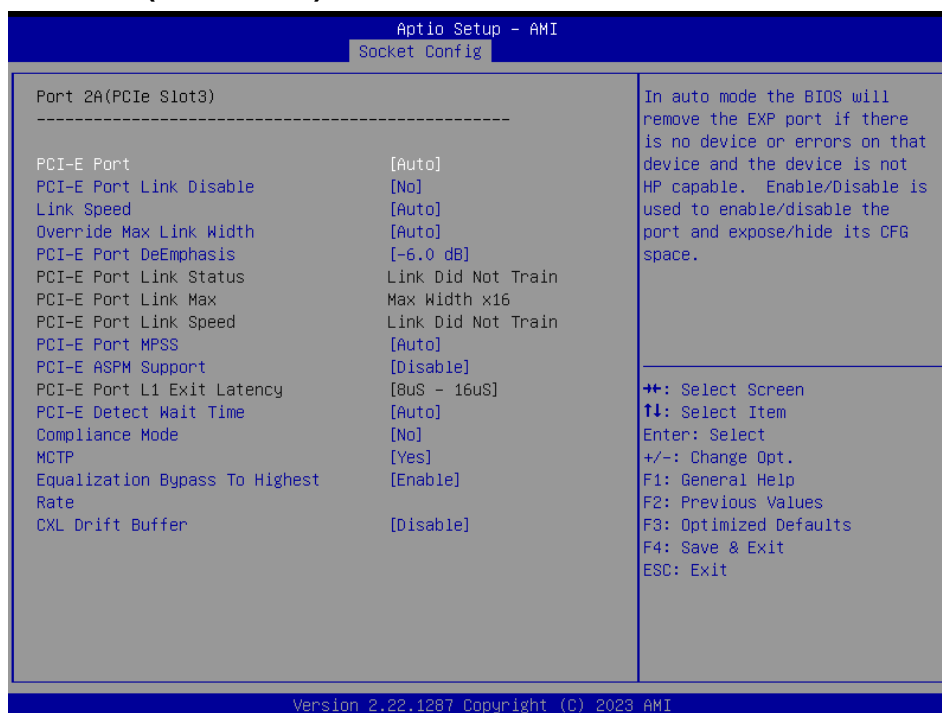 Aptio Setup – AMI
Socket Config
Port 2A(PCIe Slot3)
--------------------------------------------------
PCI-E Port [Auto]
PCI-E Port Link Disable [No]
Link Speed [Auto]
Override Max Link Width [Auto]
PCI-E Port DeEmphasis [-6.0 dB]
PCI-E Port Link Status Link Did Not Train
PCI-E Port Link Max Max Width x16
PCI-E Port Link Speed Link Did Not Train
PCI-E Port MPSS [Auto]
PCI-E ASPM Support [Disable]
PCI-E Port L1 Exit Latency [8uS - 16uS]
PCI-E Detect Wait Time [Auto]
Compliance Mode [No]
MCTP [Yes]
Equalization Bypass To Highest [Enable]
Rate
CXL Drift Buffer [Disable]
In auto mode the BIOS will
remove the EXP port if there
is no device or errors on that
device and the device is not
HP capable. Enable/Disable is
used to enable/disable the
port and expose/hide its CFG
space.
→←: Select Screen
↑↓: Select Item
Enter: Select
+/-: Change Opt.
F1: General Help
F2: Previous Values
F3: Optimized Defaults
F4: Save & Exit
ESC: Exit
Version 2.22.1287 Copyright (C) 2023 AMI